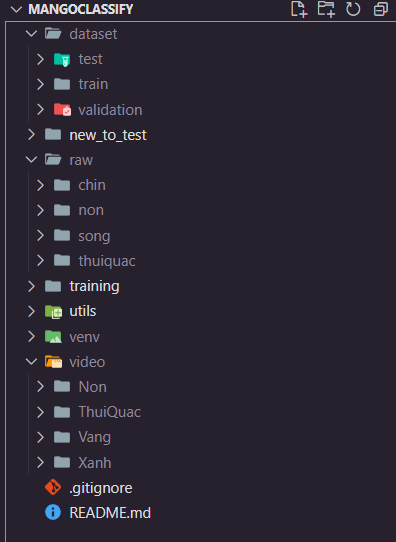 MANGOCLASSIFY
dataset
test
train
validation
new_to_test
raw
chin
non
song
thuiquac
training
utils
venv
video
Non
ThuiQuac
Vang
Xanh
.gitignore
README.md